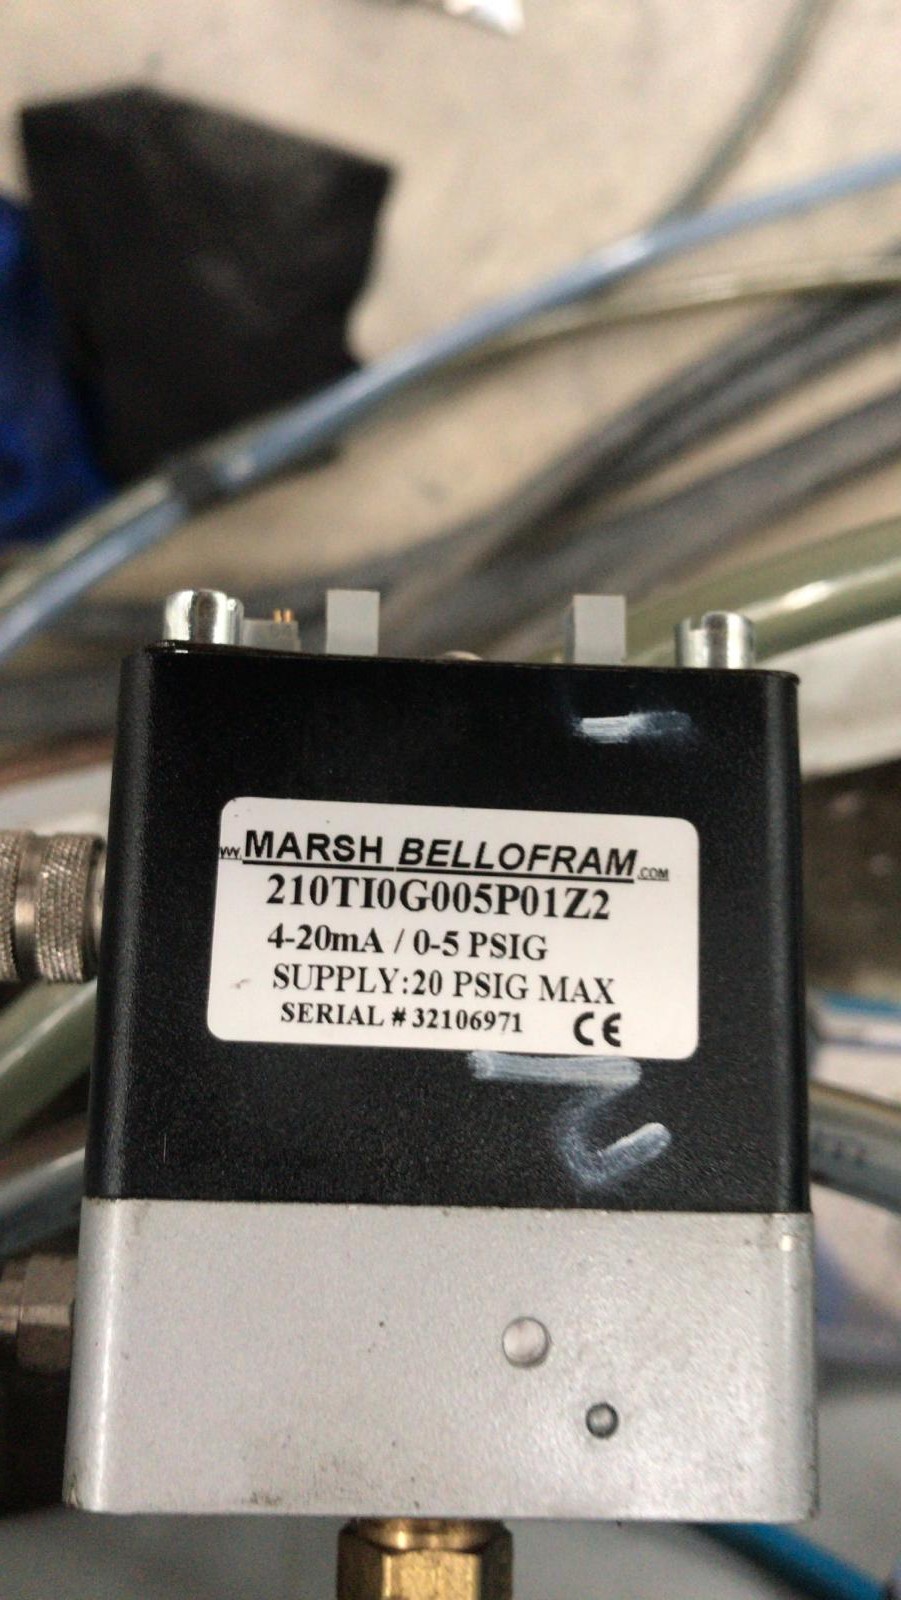 www.MARSH BELLOFRAM.COM
210TI0G005P01Z2
4-20mA / 0-5 PSIG
SUPPLY:20 PSIG MAX
SERIAL # 32106971 CE